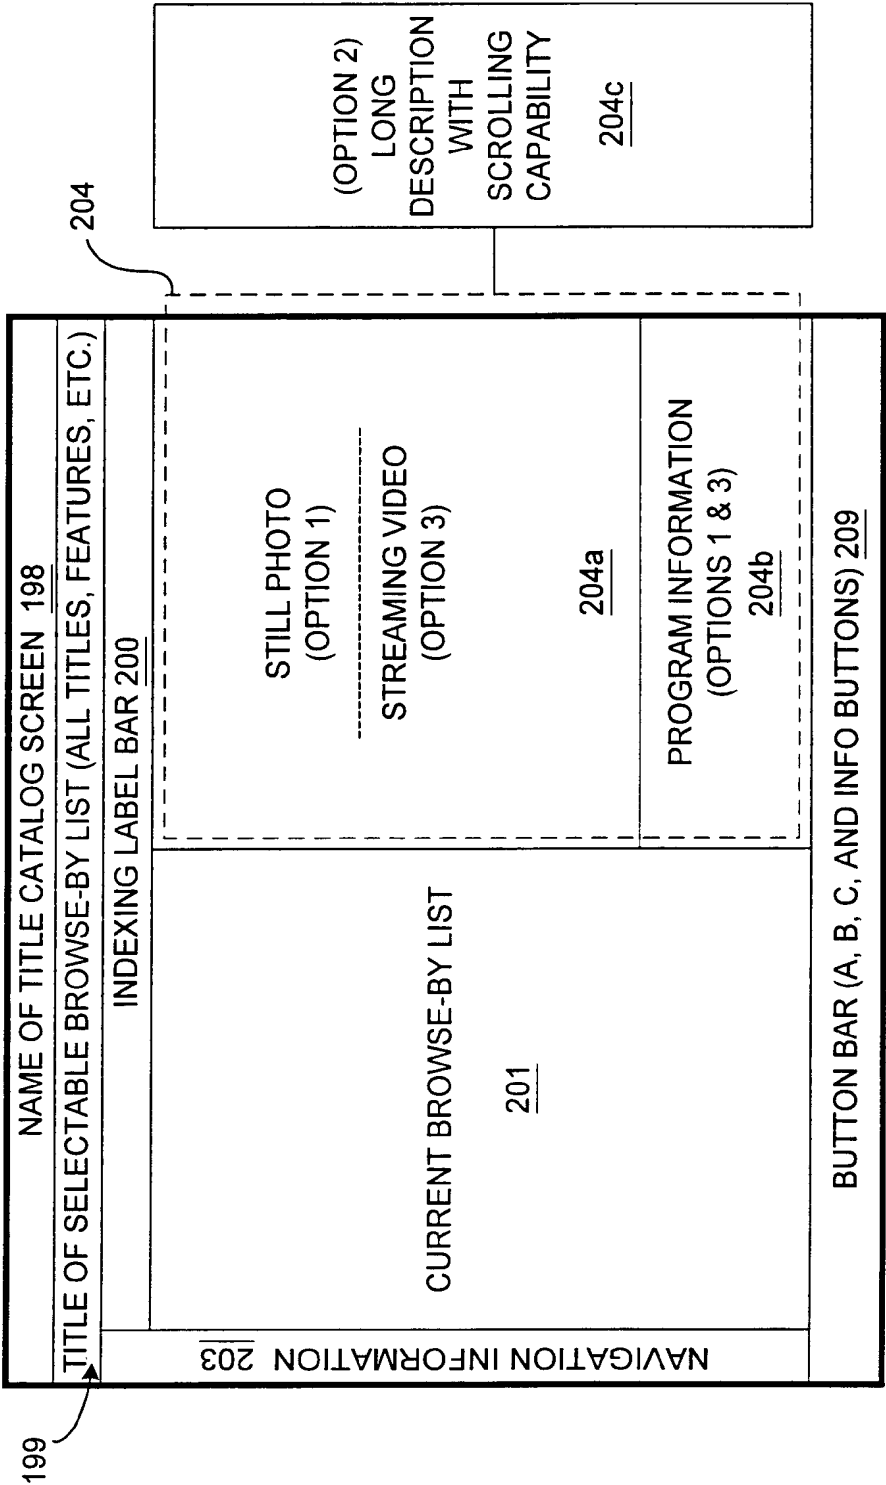 NAME OF TITLE CATALOG SCREEN 198
TITLE OF SELECTABLE BROWSE-BY LIST (ALL TITLES, FEATURES, ETC.)
199
INDEXING LABEL BAR 200
NAVIGATION INFORMATION 203
CURRENT BROWSE-BY LIST
201
204
STILL PHOTO
(OPTION 1)
STREAMING VIDEO
(OPTION 3)
204a
PROGRAM INFORMATION
(OPTIONS 1 & 3)
204b
(OPTION 2)
LONG
DESCRIPTION
WITH
SCROLLING
CAPABILITY
204c
BUTTON BAR (A, B, C, AND INFO BUTTONS) 209